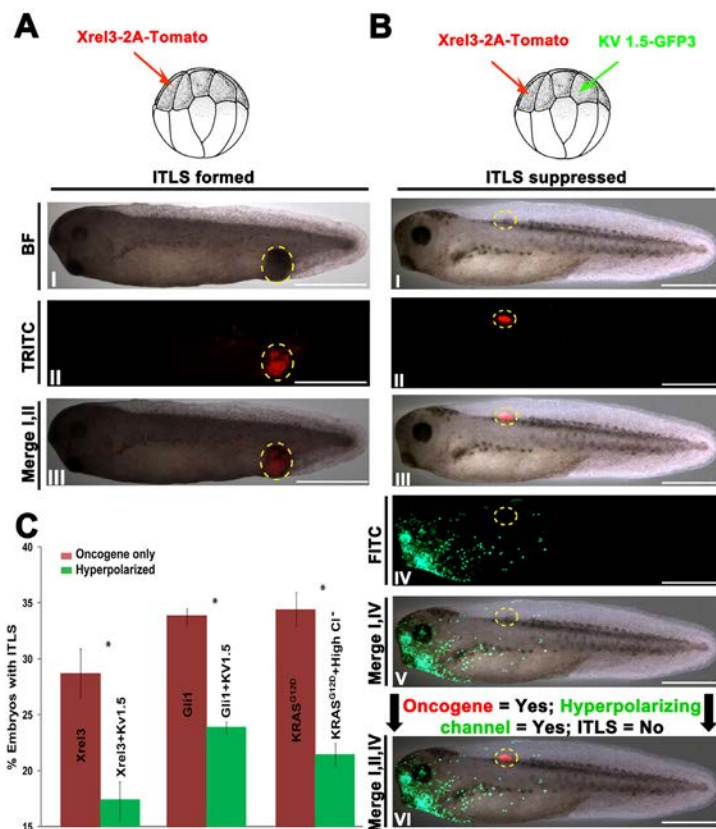 A
Xrel3-2A-Tomato
ITLS formed
BF
I
TRITC
II
Merge I,II
III
B
Xrel3-2A-Tomato
KV 1.5-GFP3
ITLS suppressed
I
II
III
FITC
IV
Merge I,IV
V
Oncogene = Yes; Hyperpolarizing
channel = Yes; ITLS = No
Merge I,II,IV
VI
C
% Embryos with ITLS
40
35
30
25
20
15
Oncogene only
Hyperpolarized
*
*
*
Xrel3
Xrel3+Kv1.5
Gli1
Gli1+KV1.5
KRASG12D
KRASG12D+High Cl-